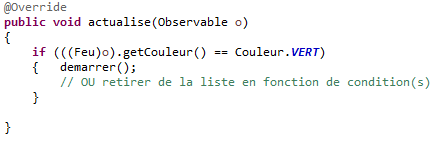 @Override
public void actualise(Observable o)
{
if (((Feu)o).getCouleur() == Couleur.VERT)
{ demarrer();
// OU retirer de la liste en fonction de condition(s)
}
}